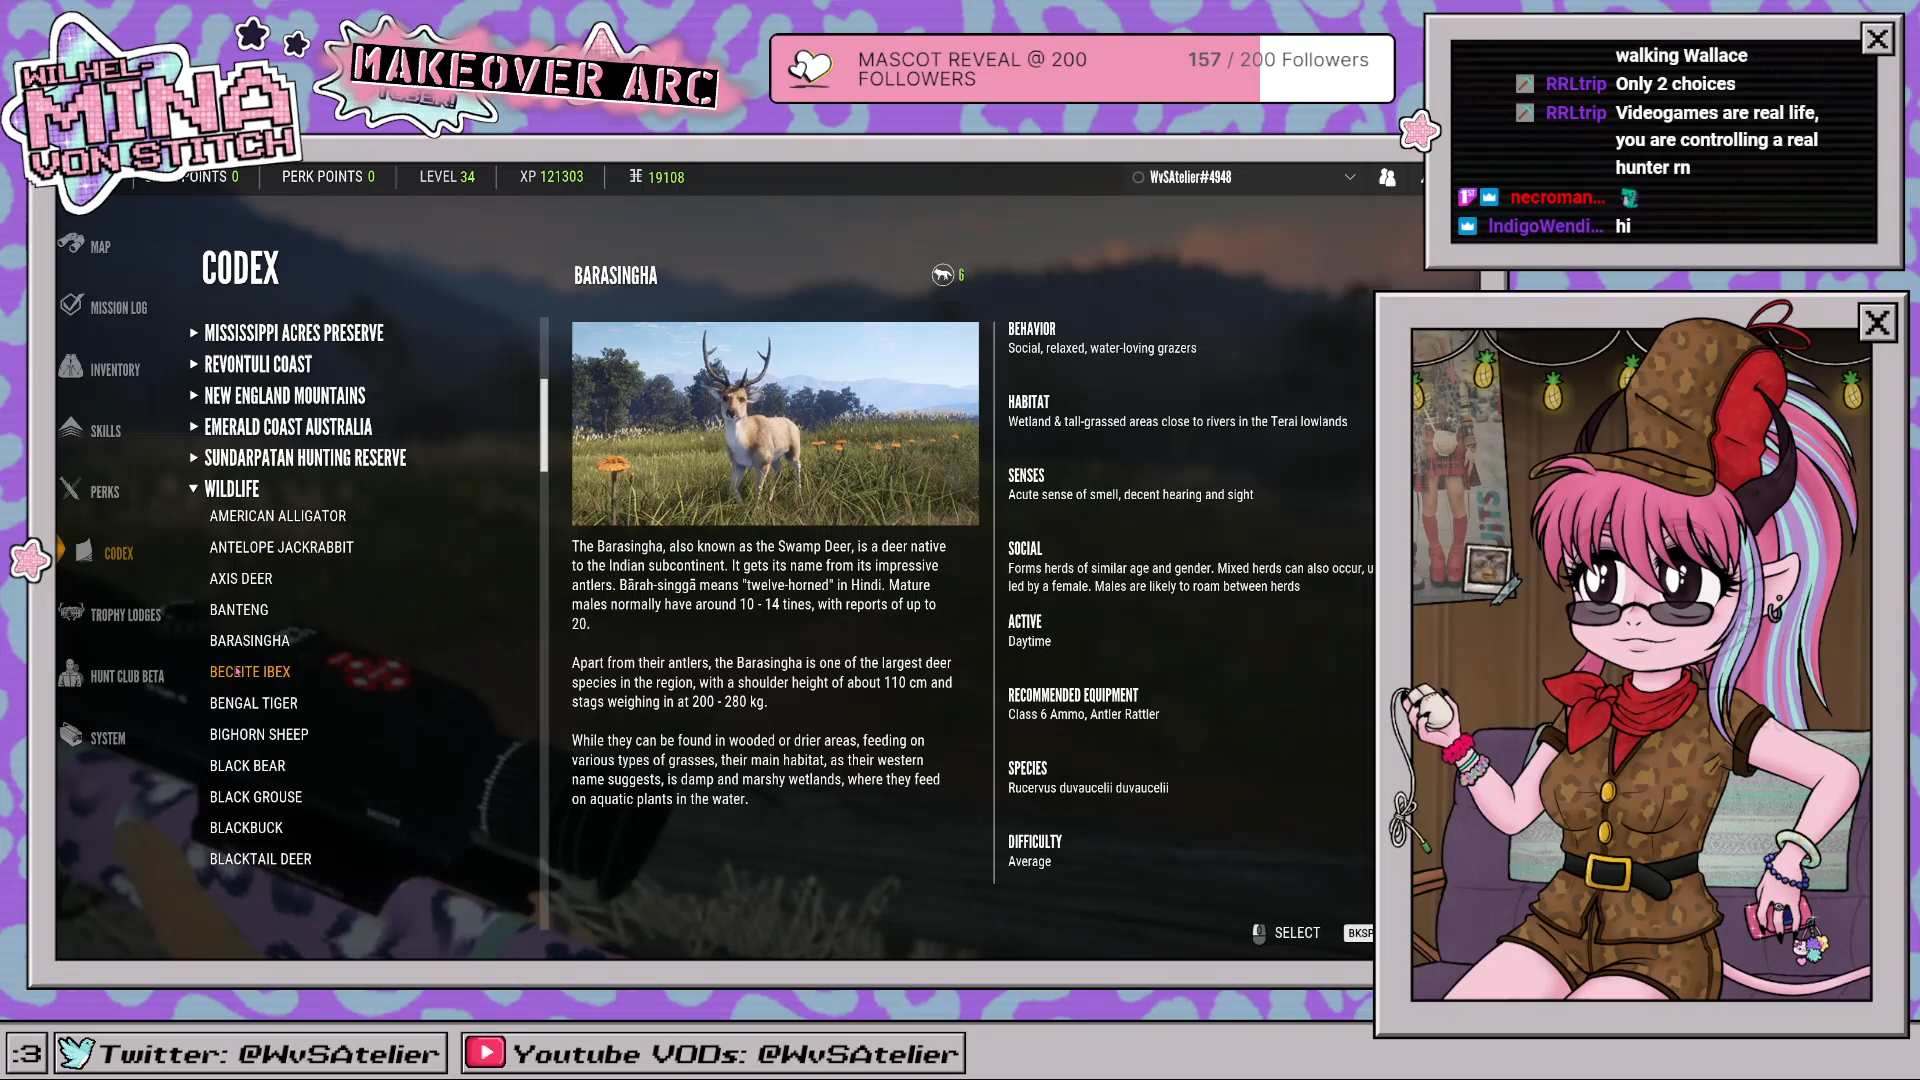 WILHEL-
MINA
VON STITCH
MAKEOVER ARC
TOBER!
MASCOT REVEAL @ 200
FOLLOWERS
157 / 200 Followers
walking Wallace
RRLtrip Only 2 choices
RRLtrip Videogames are real life,
you are controlling a real
hunter rn
necroman...
IndigoWendi... hi
POINTS 0
PERK POINTS 0
LEVEL 34
XP 121303
19108
WvSAtelier#4948
MAP
MISSION LOG
INVENTORY
SKILLS
PERKS
CODEX
TROPHY LODGES
HUNT CLUB BETA
SYSTEM
CODEX
MISSISSIPPI ACRES PRESERVE
REVONTULI COAST
NEW ENGLAND MOUNTAINS
EMERALD COAST AUSTRALIA
SUNDARPATAN HUNTING RESERVE
WILDLIFE
AMERICAN ALLIGATOR
ANTELOPE JACKRABBIT
AXIS DEER
BANTENG
BARASINGHA
BECEITE IBEX
BENGAL TIGER
BIGHORN SHEEP
BLACK BEAR
BLACK GROUSE
BLACKBUCK
BLACKTAIL DEER
BARASINGHA
6
The Barasingha, also known as the Swamp Deer, is a deer native
to the Indian subcontinent. It gets its name from its impressive
antlers. Bārah-siṅggā means "twelve-horned" in Hindi. Mature
males normally have around 10 - 14 tines, with reports of up to
20.
Apart from their antlers, the Barasingha is one of the largest deer
species in the region, with a shoulder height of about 110 cm and
stags weighing in at 200 - 280 kg.
While they can be found in wooded or drier areas, feeding on
various types of grasses, their main habitat, as their western
name suggests, is damp and marshy wetlands, where they feed
on aquatic plants in the water.
BEHAVIOR
Social, relaxed, water-loving grazers
HABITAT
Wetland & tall-grassed areas close to rivers in the Terai lowlands
SENSES
Acute sense of smell, decent hearing and sight
SOCIAL
Forms herds of similar age and gender. Mixed herds can also occur, u
led by a female. Males are likely to roam between herds
ACTIVE
Daytime
RECOMMENDED EQUIPMENT
Class 6 Ammo, Antler Rattler
SPECIES
Rucervus duvaucelii duvaucelii
DIFFICULTY
Average
SELECT
BKSP
:3
Twitter: @WvSAtelier
Youtube VODs: @WvSAtelier